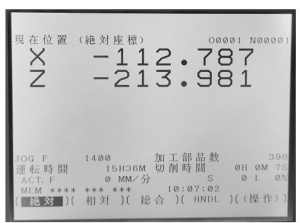 現在位置 (絶対座標) O0001 N00001
X -112.787
Z -213.981
JOG F 1400 加工部品数 398
運転時間 15H36M 切削時間 0H 0M 7S
ACT.F 0 MM/分 S 0 L 0%
MEM **** *** *** 10:07:02
(絶対)(相対)(総合)(HNDL)((操作))